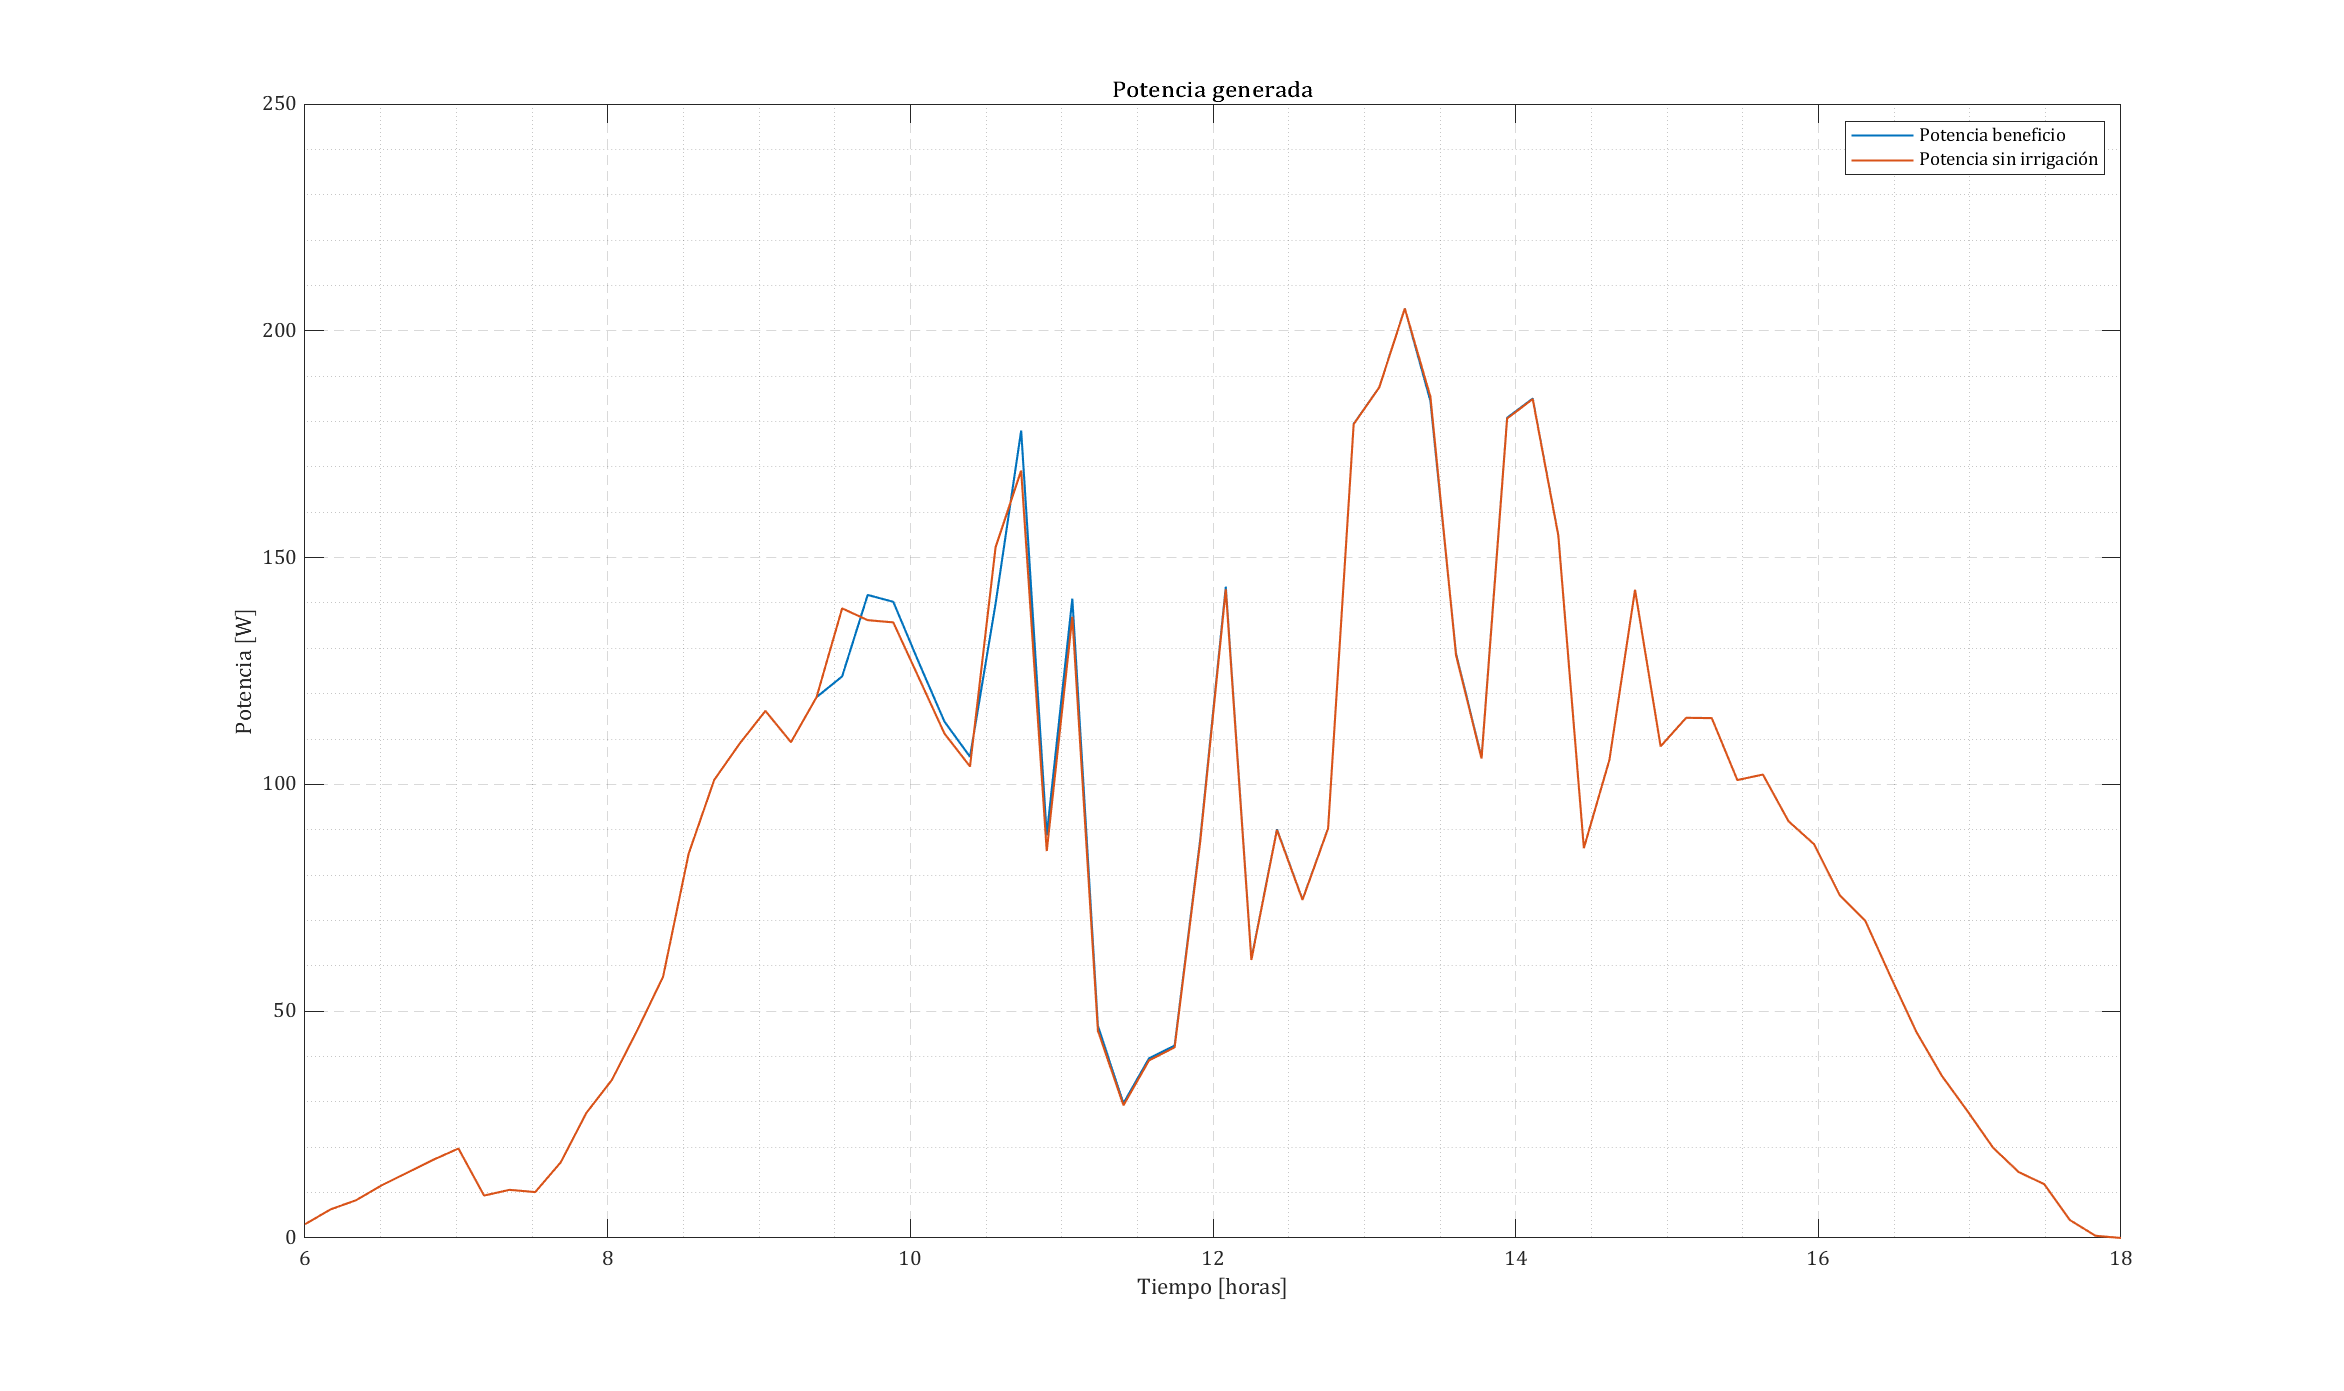 Potencia generada
250
200
150
100
50
0
Potencia [W]
Potencia beneficio
Potencia sin irrigación
6 8 10 12 14 16 18
Tiempo [horas]